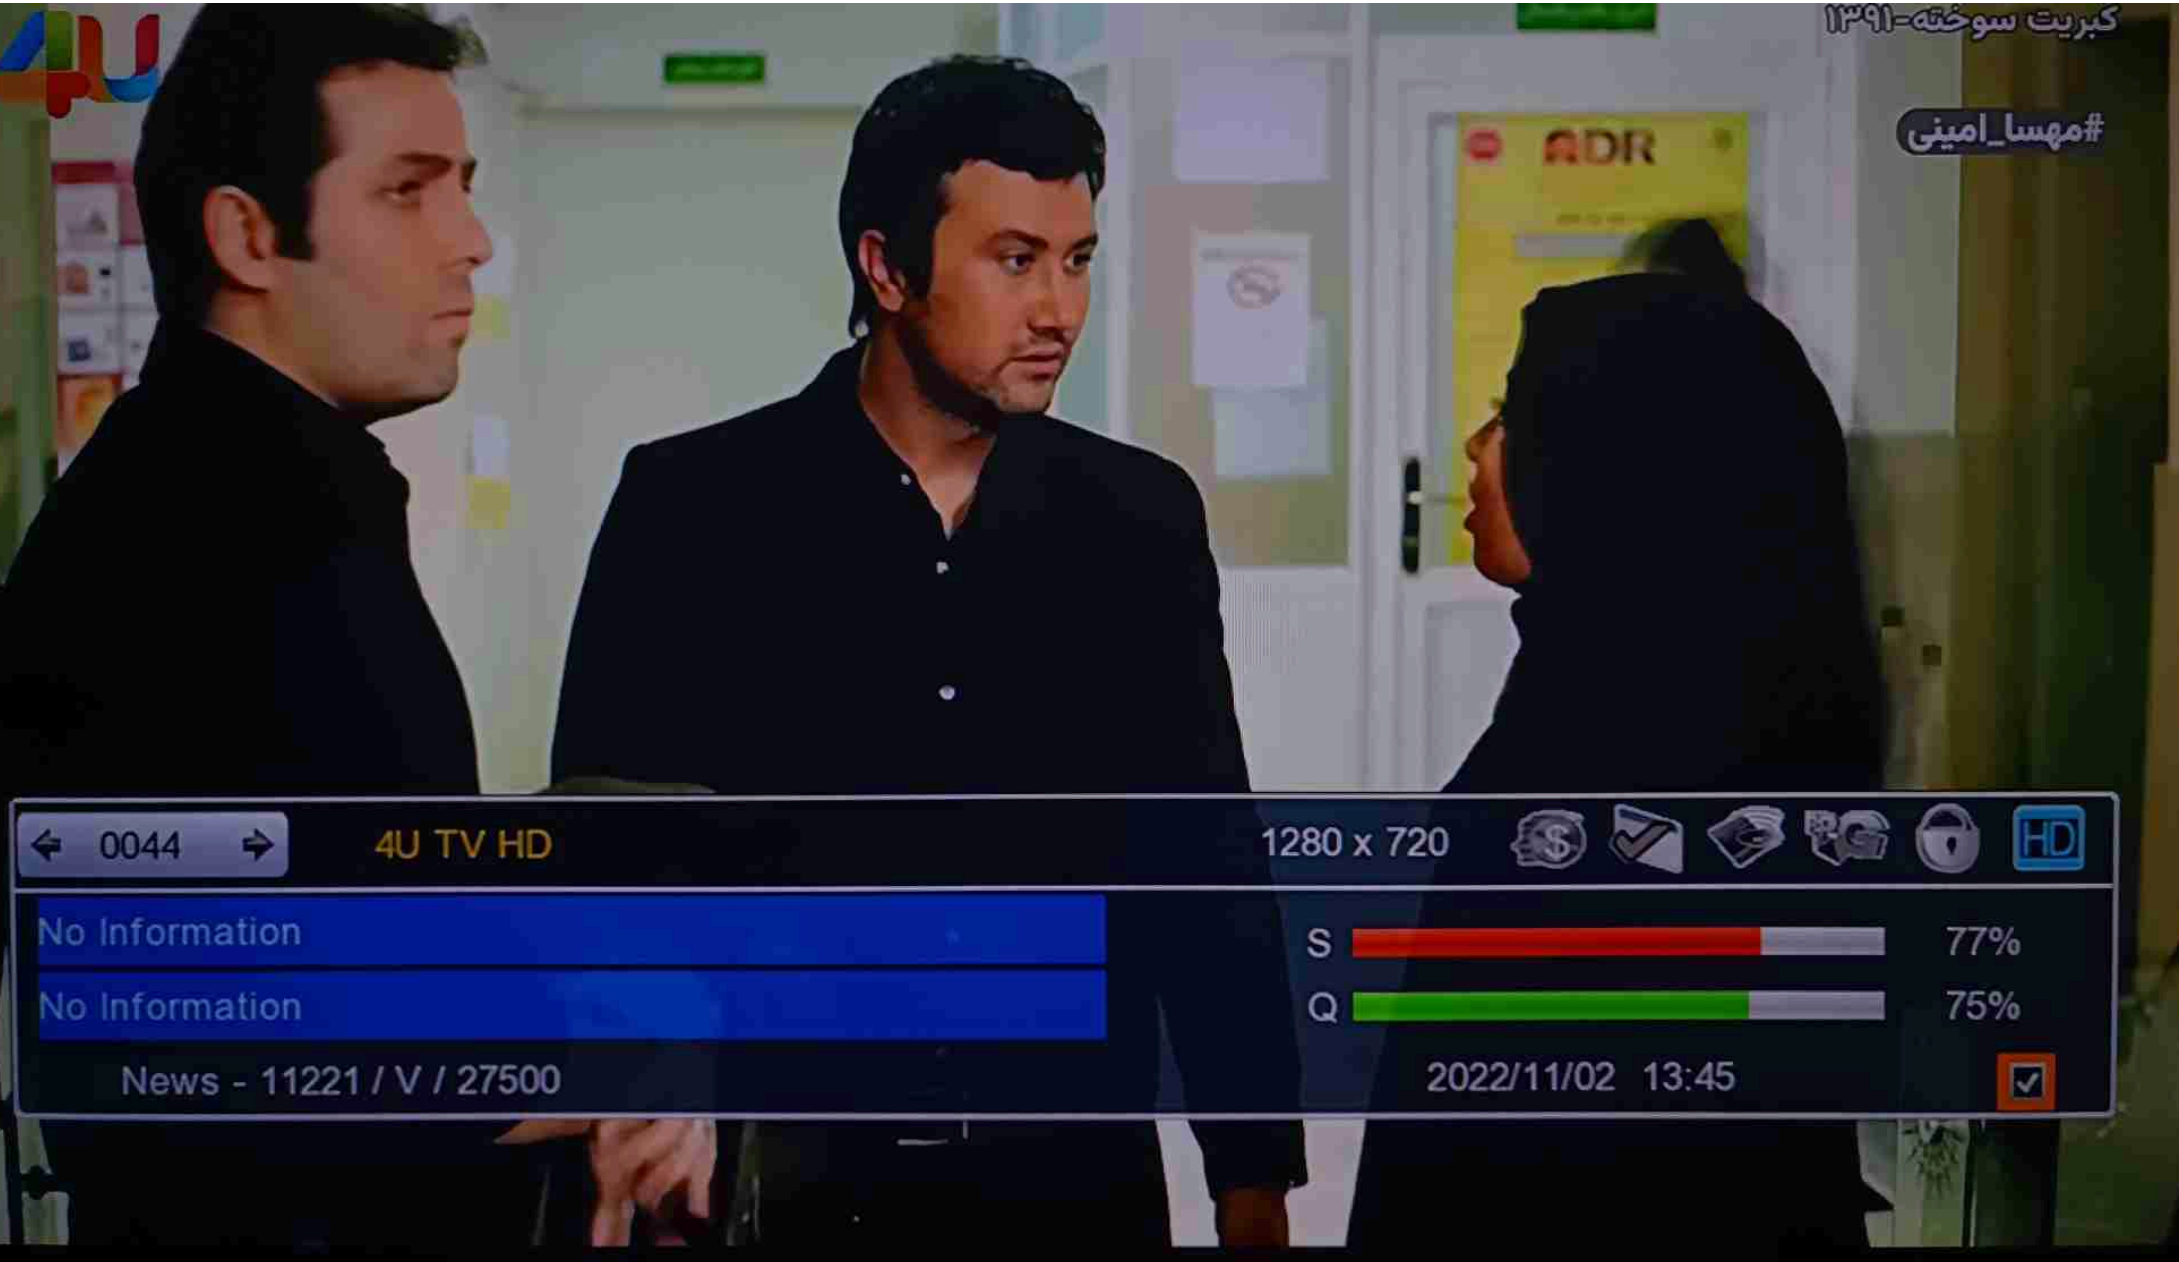 4U
کبریت سوخته-۱۳۹۱
#مهسا_امینی
ADR
0044 4U TV HD 1280 x 720 $ G HD
No Information
S 77%
No Information
Q 75%
News - 11221 / V / 27500 2022/11/02 13:45